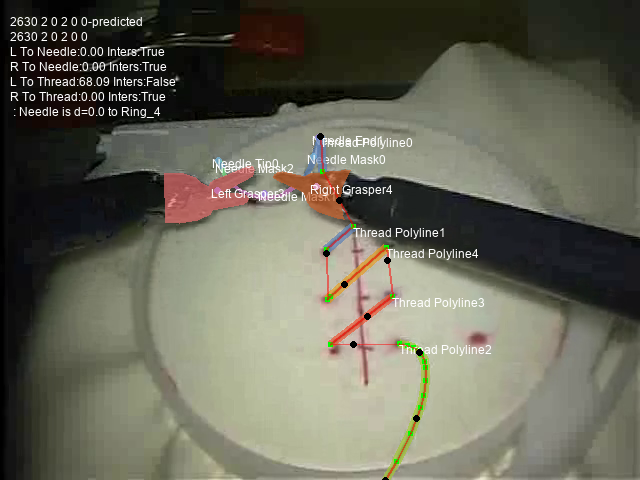 2630 2 0 2 0 0-predicted
2630 2 0 2 0 0
L To Needle:0.00 Inters:True
R To Needle:0.00 Inters:True
L To Thread:68.09 Inters:False
R To Thread:0.00 Inters:True
: Needle is d=0.0 to Ring_4
Needle End1
Thread Polyline0
Needle Tip0
Needle Mask2
Needle Mask0
Left Grasper3
Needle Mask1
Right Grasper4
Thread Polyline1
Thread Polyline4
Thread Polyline3
Thread Polyline2